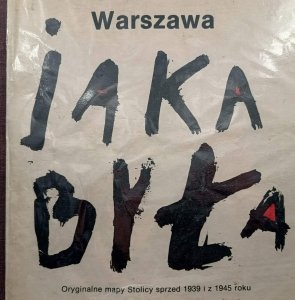 Warszawa
jAKA
BYŁA
Oryginalne mapy Stolicy sprzed 1939 i z 1945 roku